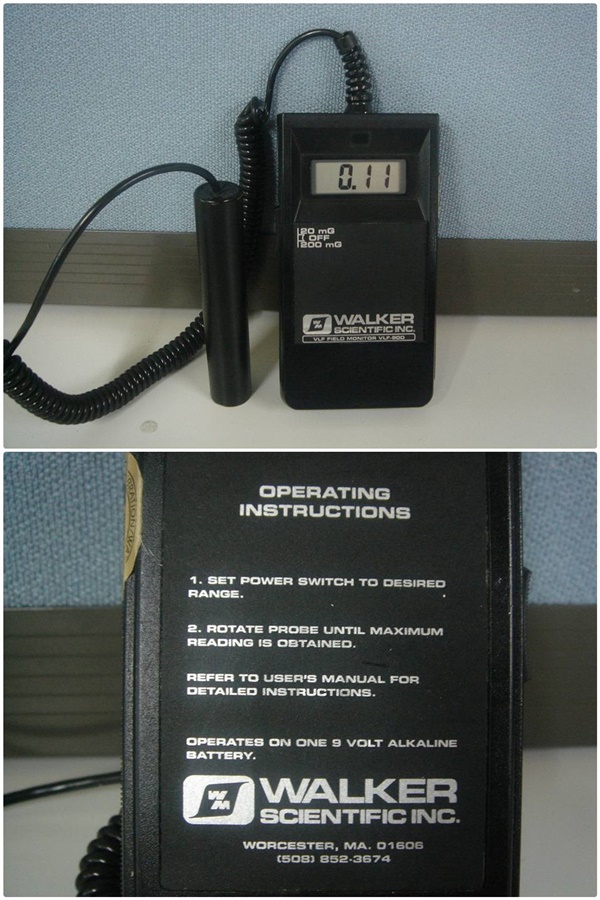 0.11
20 mG
OFF
200 mG
WM
WALKER
SCIENTIFIC INC.
VLF FIELD MONITOR
OPERATING
INSTRUCTIONS
1. SET POWER SWITCH TO DESIRED
RANGE.
2. ROTATE PROBE UNTIL MAXIMUM
READING IS OBTAINED.
REFER TO USER'S MANUAL FOR
DETAILED INSTRUCTIONS.
OPERATES ON ONE 9 VOLT ALKALINE
BATTERY.
WM
WALKER
SCIENTIFIC INC.
WORCESTER, MA. 01606
(508) 852-3674